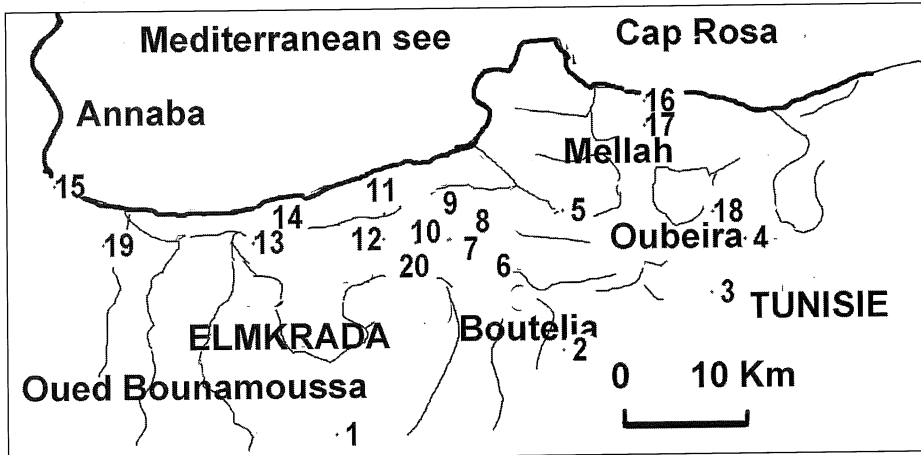 Mediterranean see
Cap Rosa
Annaba
16
17
Mellah
15
11
14
9
8
5
18
19
13
12
10
7
Oubeira
4
20
6
3
TUNISIE
ELMKRADA
Boutelia
2
Oued Bounamoussa
0 10 Km
1